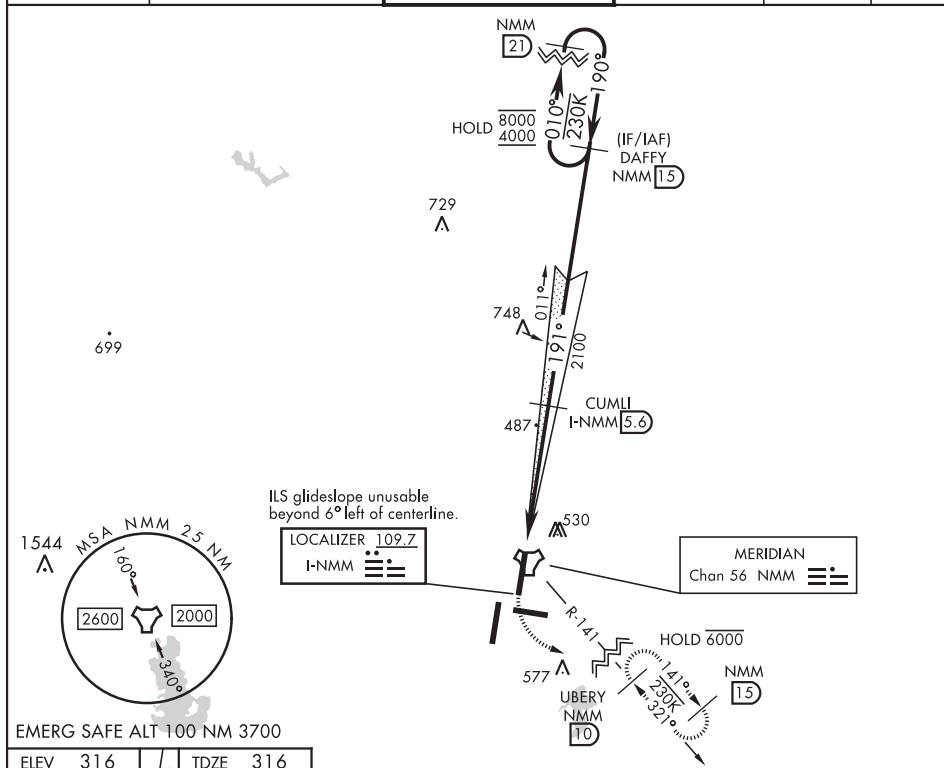 NMM
21
190°
010°
230K
HOLD 8000
4000
(IF/IAF)
DAFFY
NMM 15
729
011°
748
191°
2100
699
CUMLI
I-NMM 5.6
487
ILS glideslope unusable
beyond 6° left of centerline.
LOCALIZER 109.7
I-NMM
530
MERIDIAN
Chan 56 NMM
1544
MSA NMM 25 NM
160°
2600
2000
340°
R-141
HOLD 6000
577
141°
230K
321°
NMM
15
UBERY
NMM
10
EMERG SAFE ALT 100 NM 3700
ELEV 316
TDZE 316